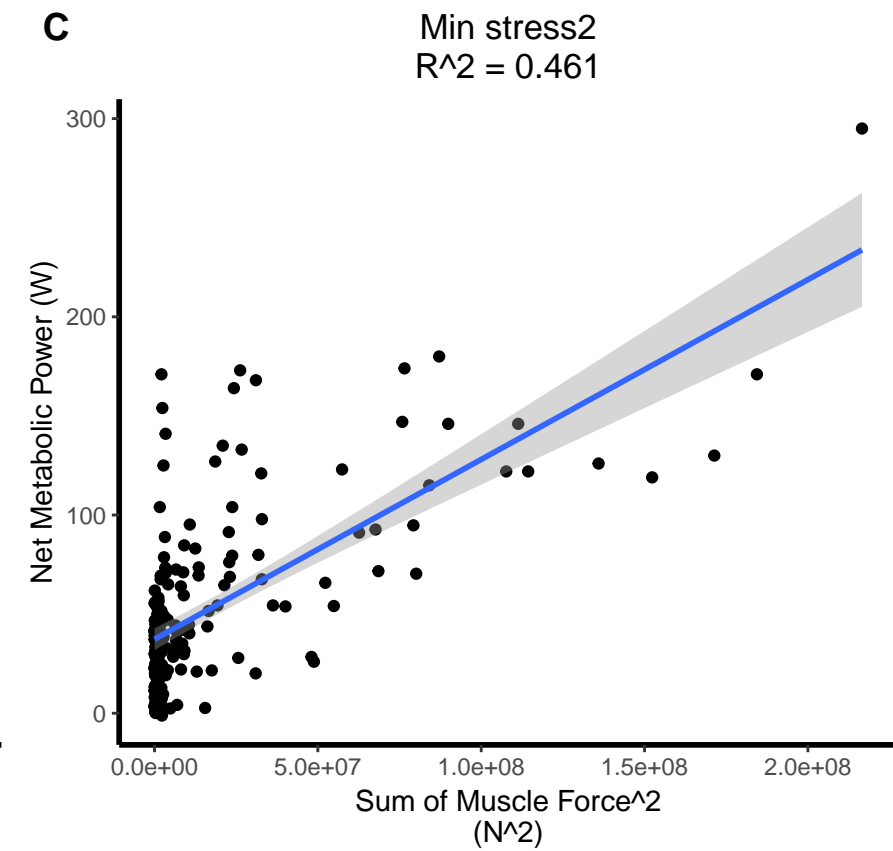 C
Min stress2
R^2 = 0.461
300
200
100
0
Net Metabolic Power (W)
0.0e+00 5.0e+07 1.0e+08 1.5e+08 2.0e+08
Sum of Muscle Force^2
(N^2)